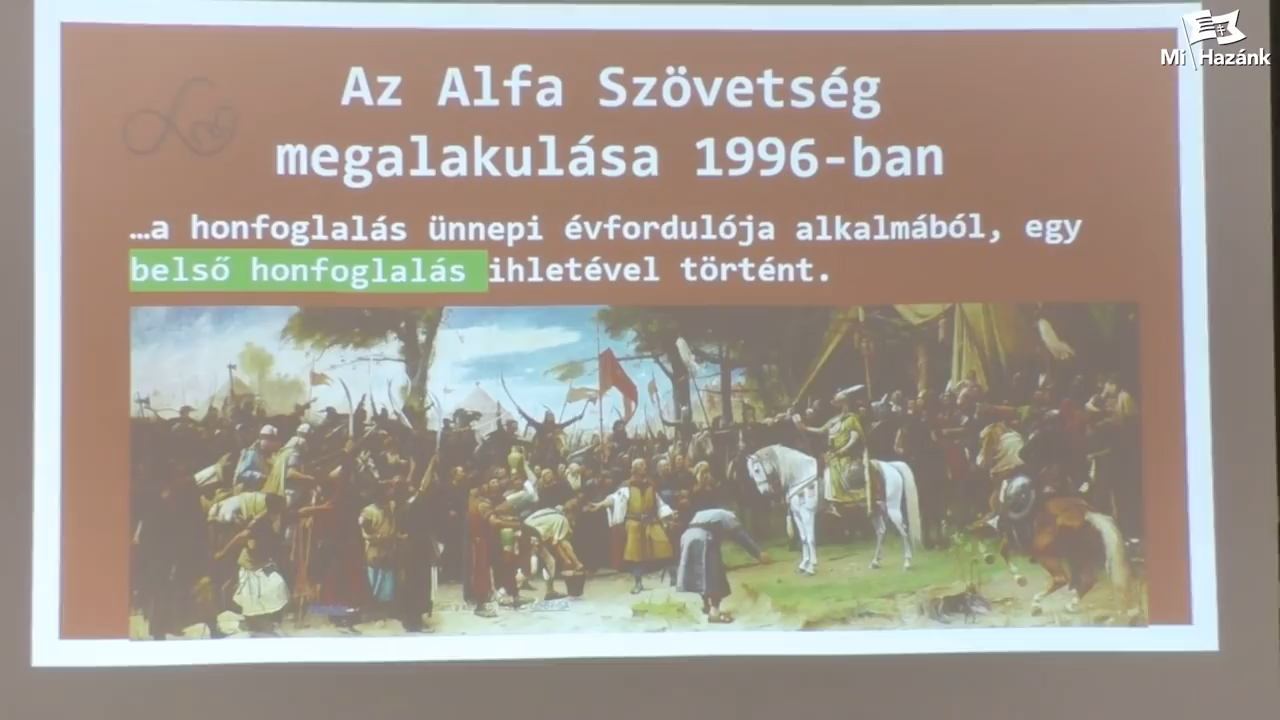 Mi Hazánk
Az Alfa Szövetség
megalakulása 1996-ban
…a honfoglalás ünnepi évfordulója alkalmából, egy
belső honfoglalás ihletével történt.